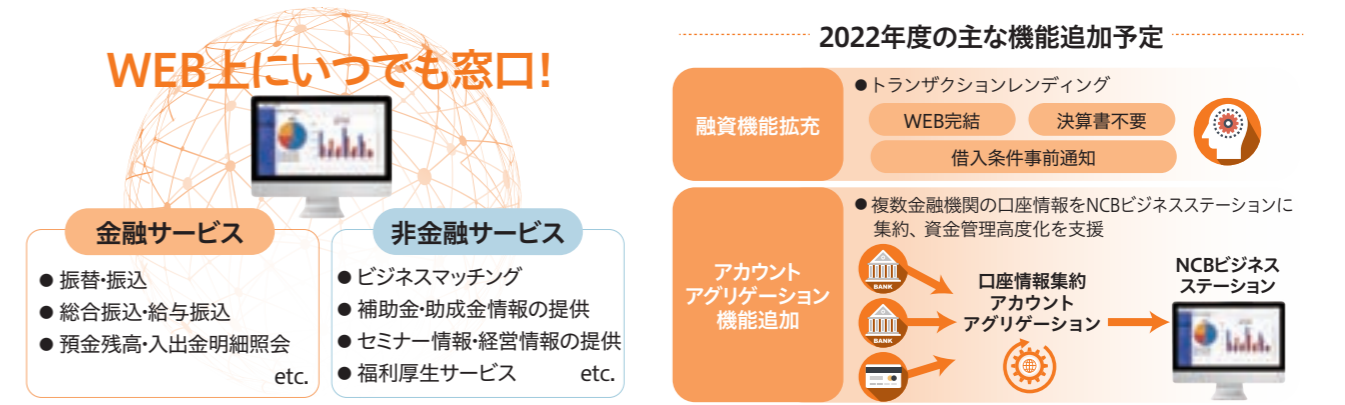 WEB上にいつでも窓口!
金融サービス
● 振替・振込
● 総合振込・給与振込
● 預金残高・入出金明細照会
etc.
非金融サービス
● ビジネスマッチング
● 補助金・助成金情報の提供
● セミナー情報・経営情報の提供
● 福利厚生サービス etc.
2022年度の主な機能追加予定
融資機能拡充
● トランザクションレンディング
WEB完結 決算書不要
借入条件事前通知
アカウント
アグリゲーション
機能追加
● 複数金融機関の口座情報をNCBビジネスステーションに
集約、資金管理高度化を支援
BANK
BANK
口座情報集約
アカウント
アグリゲーション
NCBビジネス
ステーション